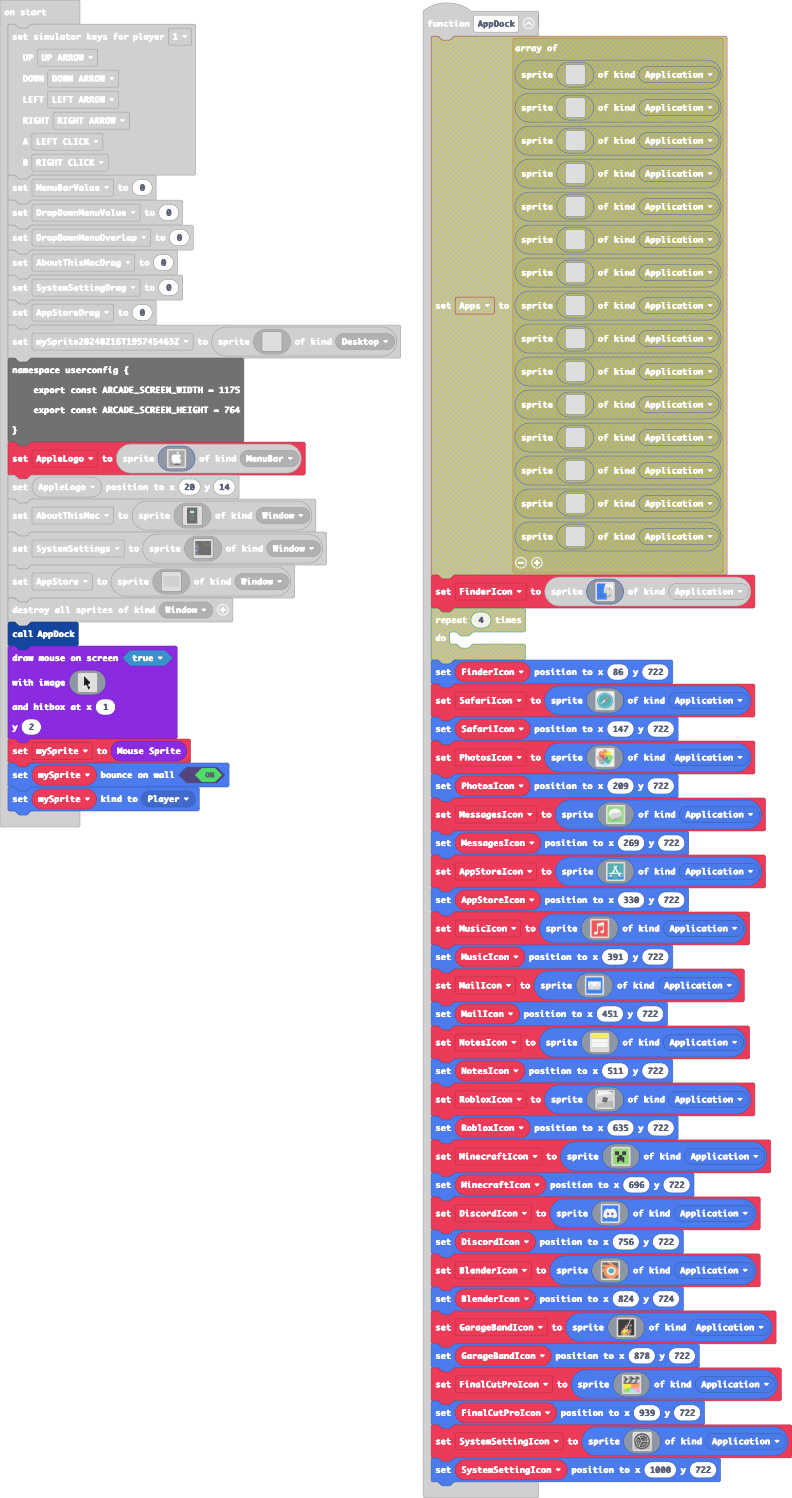 on start
set simulator keys for player 1
UP UP ARROW
DOWN DOWN ARROW
LEFT LEFT ARROW
RIGHT RIGHT ARROW
A LEFT CLICK
B RIGHT CLICK
set MenuBarValue to 0
set DropDownMenuValue to 0
set DropDownMenuOverlap to 0
set AboutThisMacDrag to 0
set SystemSettingDrag to 0
set AppStoreDrag to 0
set mySprite20240216T195745463Z to sprite of kind Desktop
namespace userconfig {
export const ARCADE_SCREEN_WIDTH = 1175
export const ARCADE_SCREEN_HEIGHT = 764
}
set AppleLogo to sprite of kind MenuBar
set AppleLogo position to x 20 y 14
set AboutThisMac to sprite of kind Window
set SystemSettings to sprite of kind Window
set AppStore to sprite of kind Window
destroy all sprites of kind Window
call AppDock
draw mouse on screen true
with image
and hitbox at x 1
y 2
set mySprite to Mouse Sprite
set mySprite bounce on wall ON
set mySprite kind to Player
function AppDock
array of
sprite of kind Application
sprite of kind Application
sprite of kind Application
sprite of kind Application
sprite of kind Application
sprite of kind Application
sprite of kind Application
set Apps to sprite of kind Application
sprite of kind Application
sprite of kind Application
sprite of kind Application
sprite of kind Application
sprite of kind Application
sprite of kind Application
sprite of kind Application
set FinderIcon to sprite of kind Application
repeat 4 times
do
set FinderIcon position to x 86 y 722
set SafariIcon to sprite of kind Application
set SafariIcon position to x 147 y 722
set PhotosIcon to sprite of kind Application
set PhotosIcon position to x 209 y 722
set MessagesIcon to sprite of kind Application
set MessagesIcon position to x 269 y 722
set AppStoreIcon to sprite of kind Application
set AppStoreIcon position to x 330 y 722
set MusicIcon to sprite of kind Application
set MusicIcon position to x 391 y 722
set MailIcon to sprite of kind Application
set MailIcon position to x 451 y 722
set NotesIcon to sprite of kind Application
set NotesIcon position to x 511 y 722
set RobloxIcon to sprite of kind Application
set RobloxIcon position to x 635 y 722
set MinecraftIcon to sprite of kind Application
set MinecraftIcon position to x 696 y 722
set DiscordIcon to sprite of kind Application
set DiscordIcon position to x 756 y 722
set BlenderIcon to sprite of kind Application
set BlenderIcon position to x 824 y 724
set GarageBandIcon to sprite of kind Application
set GarageBandIcon position to x 878 y 722
set FinalCutProIcon to sprite of kind Application
set FinalCutProIcon position to x 939 y 722
set SystemSettingIcon to sprite of kind Application
set SystemSettingIcon position to x 1000 y 722